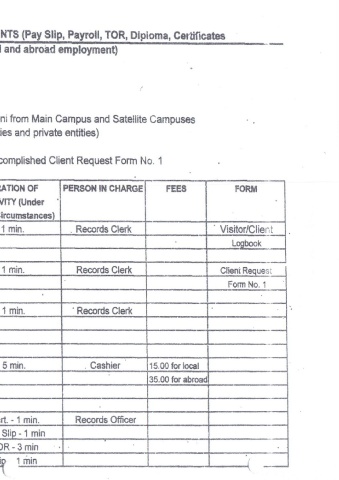 NTS (Pay Slip, Payroll, TOR, Diploma, Certificates
l and abroad employment)
ni from Main Campus and Satellite Campuses
ies and private entities)
complished Client Request Form No. 1
ATION OF PERSON IN CHARGE FEES FORM
VITY (Under
ircumstances)
1 min. Records Clerk Visitor/Client
Logbook
1 min. Records Clerk Client Request
Form No. 1
1 min. Records Clerk
5 min. Cashier 15.00 for local
35.00 for abroad
rt. - 1 min. Records Officer
Slip - 1 min
OR - 3 min
1 min